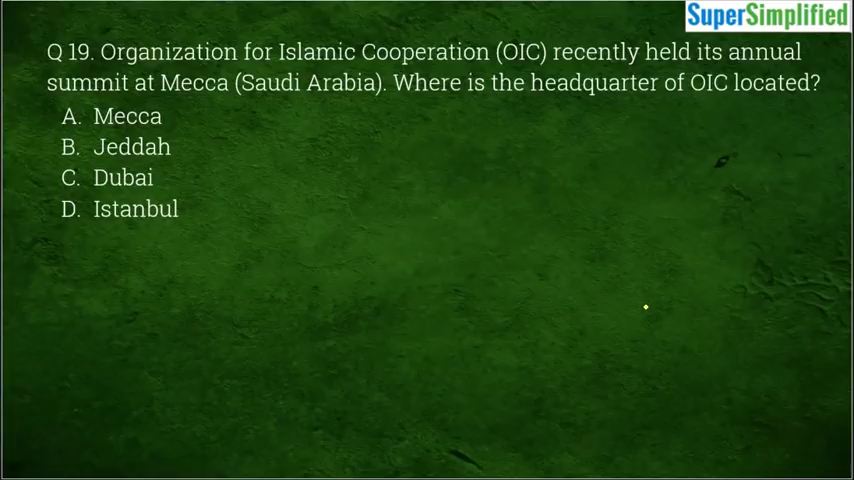 SuperSimplified
Q 19. Organization for Islamic Cooperation (OIC) recently held its annual
summit at Mecca (Saudi Arabia). Where is the headquarter of OIC located?
A. Mecca
B. Jeddah
C. Dubai
D. Istanbul